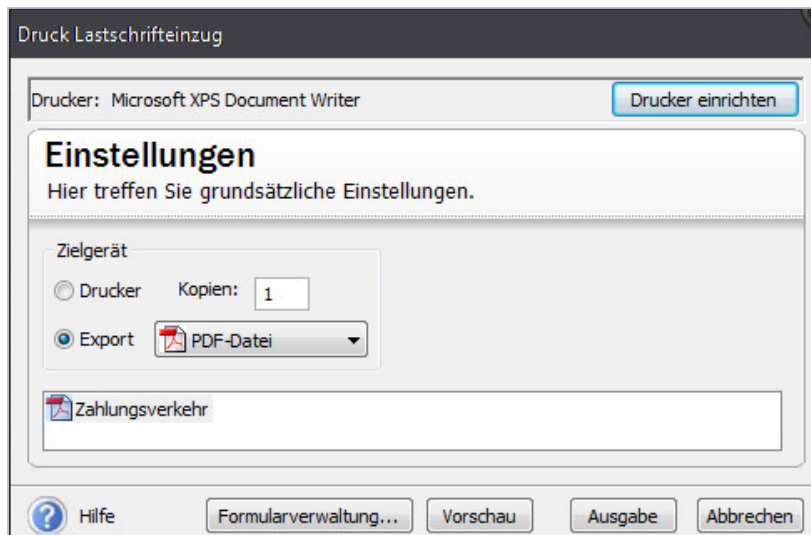 Druck Lastschrifteinzug
Drucker: Microsoft XPS Document Writer Drucker einrichten
Einstellungen
Hier treffen Sie grundsätzliche Einstellungen.
Zielgerät
Drucker Kopien: 1
Export PDF-Datei
Zahlungsverkehr
Hilfe Formularverwaltung... Vorschau Ausgabe Abbrechen